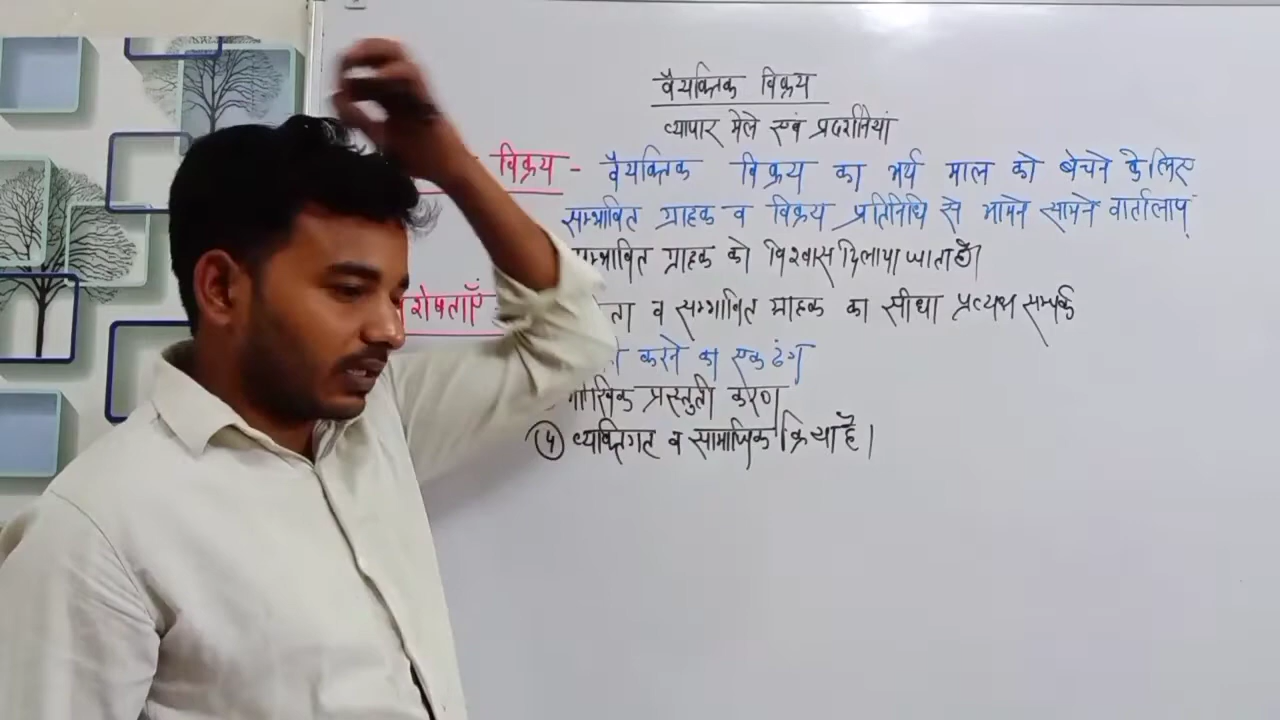 वैयक्तिक विक्रय
व्यापार मेले एवं प्रदर्शनियां
विक्रय - वैयक्तिक विक्रय का अर्थ माल को बेचने के लिए
सम्भावित ग्राहक व विक्रय प्रतिनिधि से आमने सामने वार्तालाप
सम्भावित ग्राहक को विश्वास दिलाया जाता है।
व सम्भावित ग्राहक का सीधा प्रत्यक्ष सम्पर्क
करने का एक ढंग
प्रस्तुती करण
④ व्यक्तिगत व सामाजिक क्रिया है।